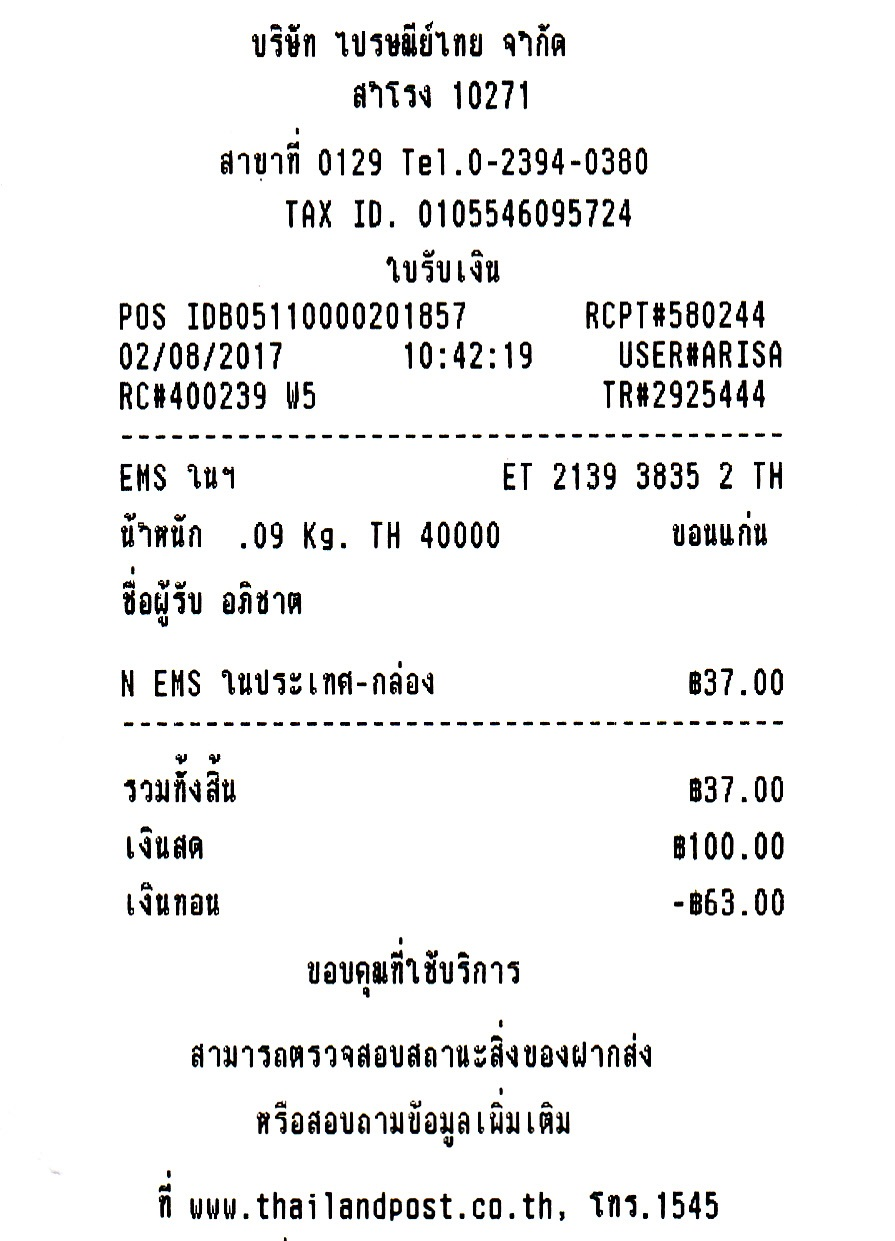 บริษัท ไปรษณีย์ไทย จำกัด
สำโรง 10271
สาขาที่ 0129 Tel.0-2394-0380
TAX ID. 0105546095724
ใบรับเงิน
POS IDB05110000201857 RCPT#580244
02/08/2017 10:42:19 USER#ARISA
RC#400239 W5 TR#2925444
EMS ในฯ ET 2139 3835 2 TH
น้ำหนัก .09 Kg. TH 40000 ขอนแก่น
ชื่อผู้รับ อภิชาต
N EMS ในประเทศ-กล่อง ฿37.00
รวมทั้งสิ้น ฿37.00
เงินสด ฿100.00
เงินทอน -฿63.00
ขอบคุณที่ใช้บริการ
สามารถตรวจสอบสถานะสิ่งของฝากส่ง
หรือสอบถามข้อมูลเพิ่มเติม
ที่ www.thailandpost.co.th, โทร.1545